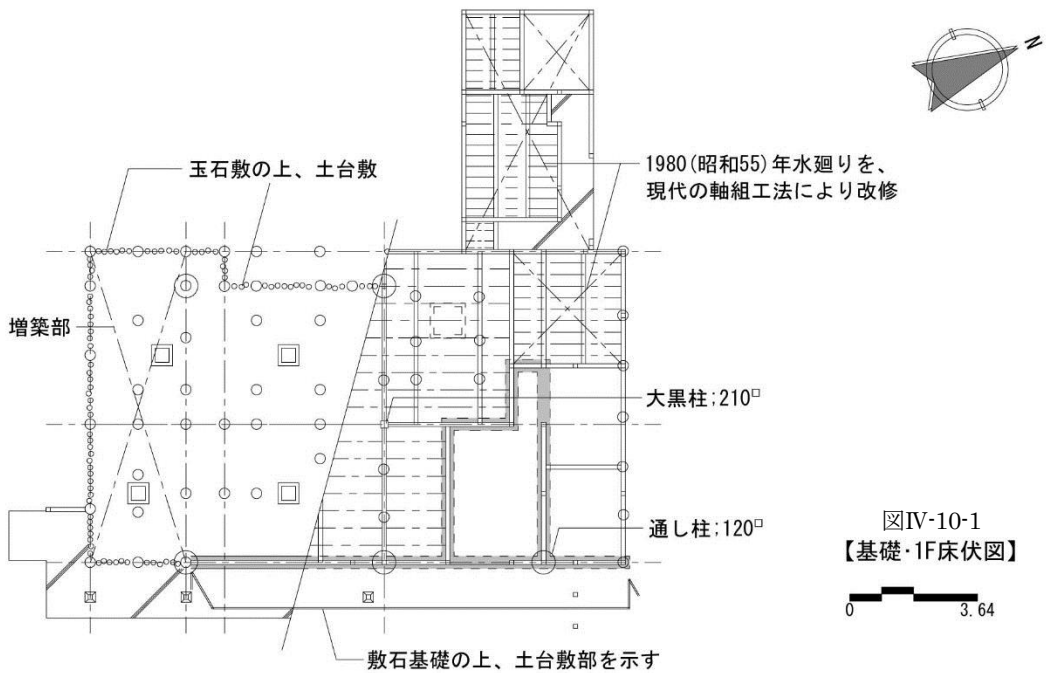 N
玉石敷の上、土台敷
1980(昭和55)年水廻りを、
現代の軸組工法により改修
増築部
大黒柱;210□
通し柱;120□
図Ⅳ-10-1
【基礎・1F床伏図】
0 3.64
敷石基礎の上、土台敷部を示す